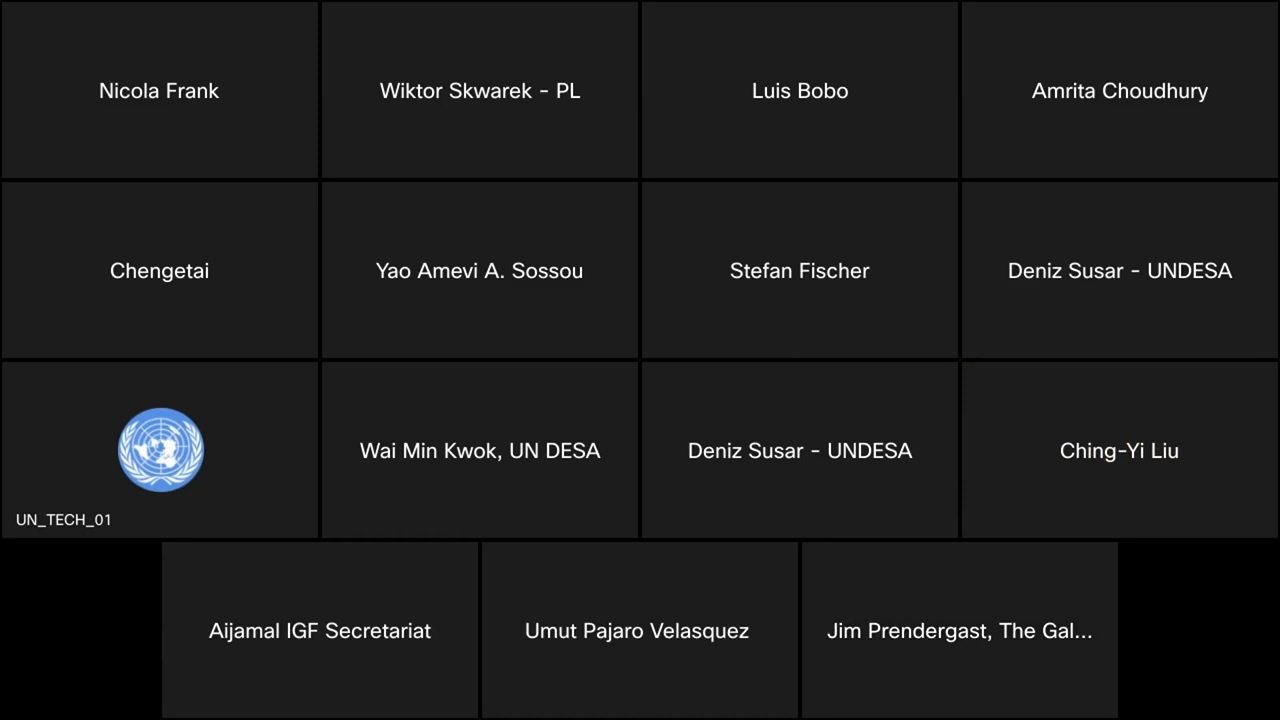 Nicola Frank
Wiktor Skwarek - PL
Luis Bobo
Amrita Choudhury
Chengetai
Yao Amevi A. Sossou
Stefan Fischer
Deniz Susar - UNDESA
UN_TECH_01
Wai Min Kwok, UN DESA
Deniz Susar - UNDESA
Ching-Yi Liu
Aijamal IGF Secretariat
Umut Pajaro Velasquez
Jim Prendergast, The Gal...